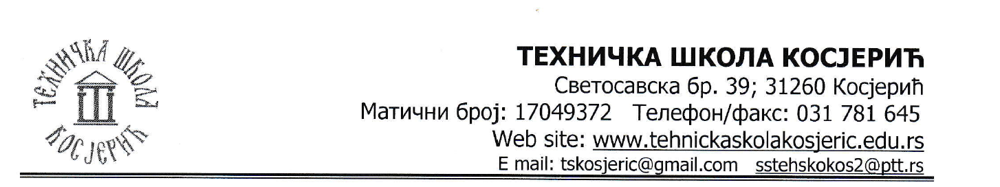 ТЕХНИЧКА ШКОЛА
КОСЈЕРИЋ
ТЕХНИЧКА ШКОЛА КОСЈЕРИЋ
Светосавска бр. 39; 31260 Косјерић
Матични број: 17049372 Телефон/факс: 031 781 645
Web site: www.tehnickaskolakosjeric.edu.rs
E mail: tskosjeric@gmail.com sstehskokos2@ptt.rs